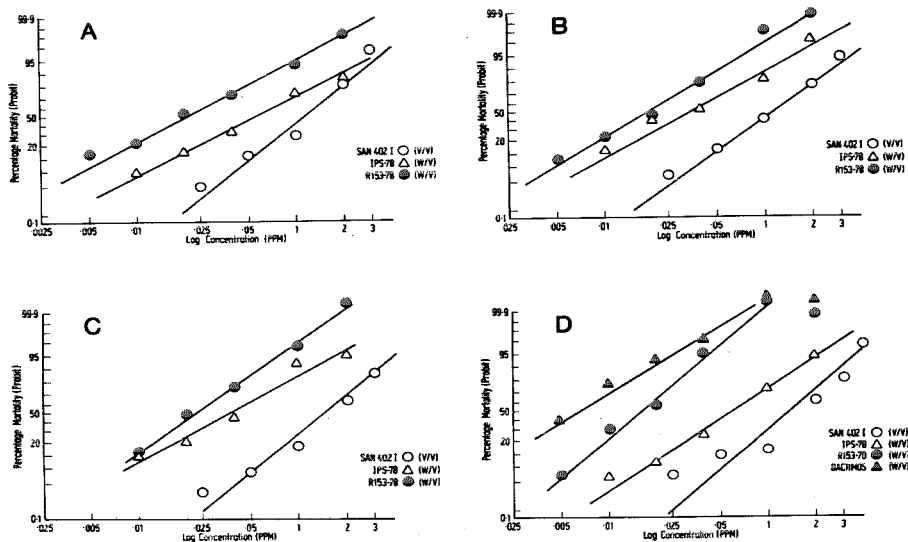 A
99·9
95
50
20
0·1
Percentage Mortality (Probit)
SAN 402 I (V/V)
IPS-78 (W/V)
R153-78 (W/V)
·0025 ·005 ·01 ·025 ·05 ·1 ·2 ·3
Log Concentration (PPM)
B
99·9
95
50
20
0·1
Percentage Mortality (Probit)
SAN 402 I (V/V)
IPS-78 (W/V)
R153-78 (W/V)
·025 ·005 ·01 ·025 ·05 ·1 ·2 ·3
Log Concentration (PPM)
C
99·9
95
50
20
0·1
Percentage Mortality (Probit)
SAN 402 I (V/V)
IPS-78 (W/V)
R153-78 (W/V)
·0025 ·005 ·01 ·025 ·05 ·1 ·2 ·3
Log Concentration (PPM)
D
99·9
95
50
20
0·1
Percentage Mortality (Probit)
SAN 402 I (V/V)
IPS-78 (W/V)
R153-70 (W/V)
BACTIMOS (W/V)
·025 ·005 ·01 ·025 ·05 ·1 ·2 ·3
Log Concentration (PPM)